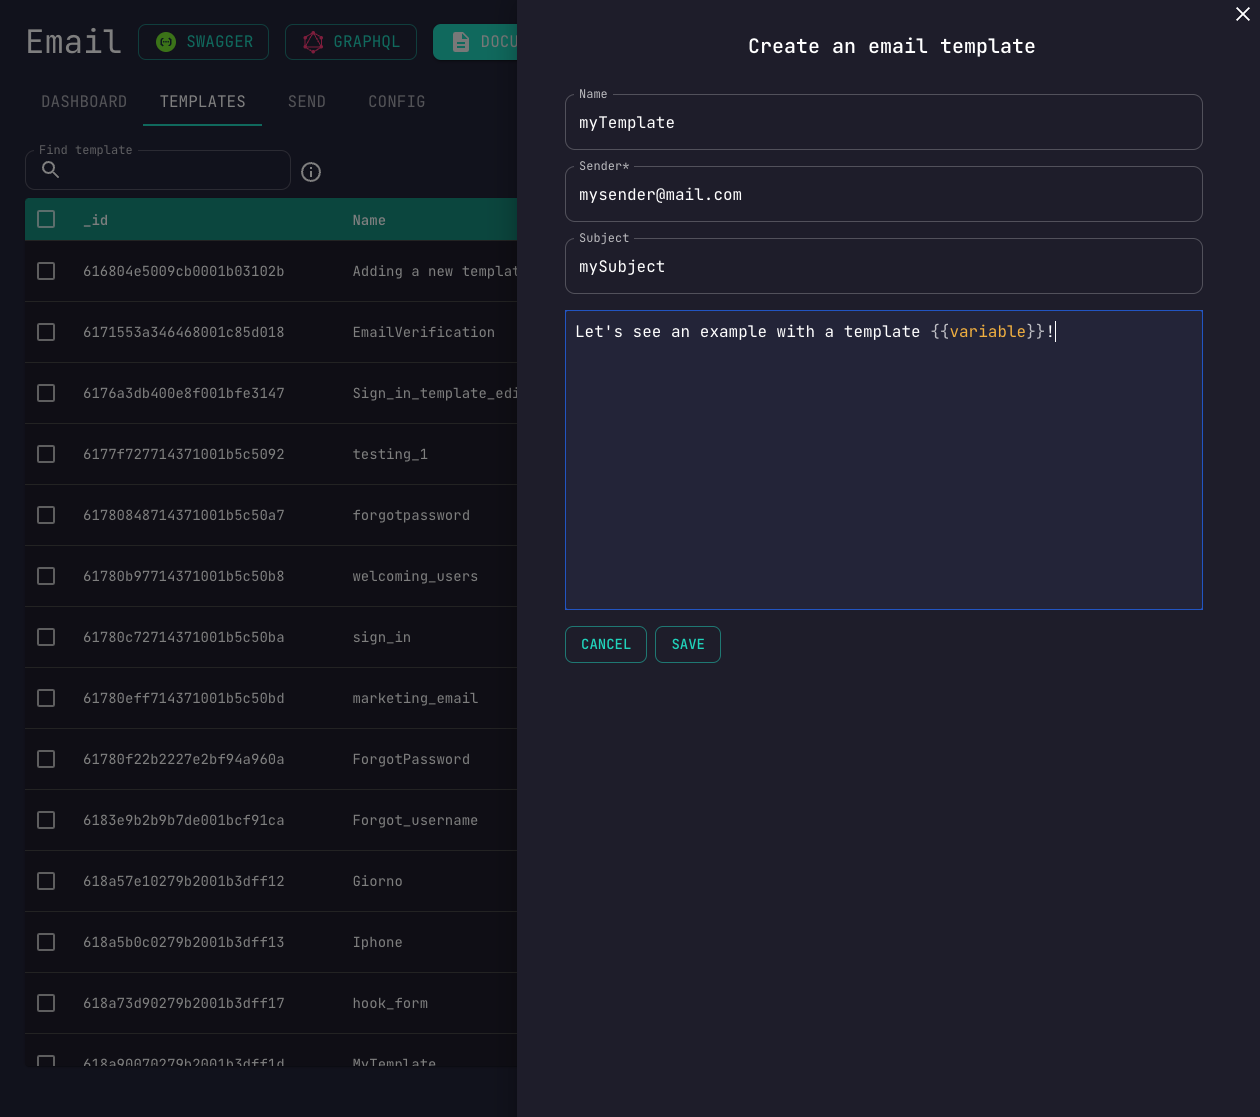 Email SWAGGER GRAPHQL DOCU
DASHBOARD TEMPLATES SEND CONFIG
Find template
_id Name
616804e5009cb0001b03102b Adding a new templat
6171553a346468001c85d018 EmailVerification
6176a3db400e8f001bfe3147 Sign_in_template_edi
6177f727714371001b5c5092 testing_1
61780848714371001b5c50a7 forgotpassword
61780b97714371001b5c50b8 welcoming_users
61780c72714371001b5c50ba sign_in
61780eff714371001b5c50bd marketing_email
61780f22b2227e2bf94a960a ForgotPassword
6183e9b2b9b7de001bcf91ca Forgot_username
618a57e10279b2001b3dff12 Giorno
618a5b0c0279b2001b3dff13 Iphone
618a73d90279b2001b3dff17 hook_form
618a90070279b2001b3dff1d MyTemplate
Create an email template
Name
myTemplate
Sender*
mysender@mail.com
Subject
mySubject
Let's see an example with a template {{variable}}!
CANCEL SAVE